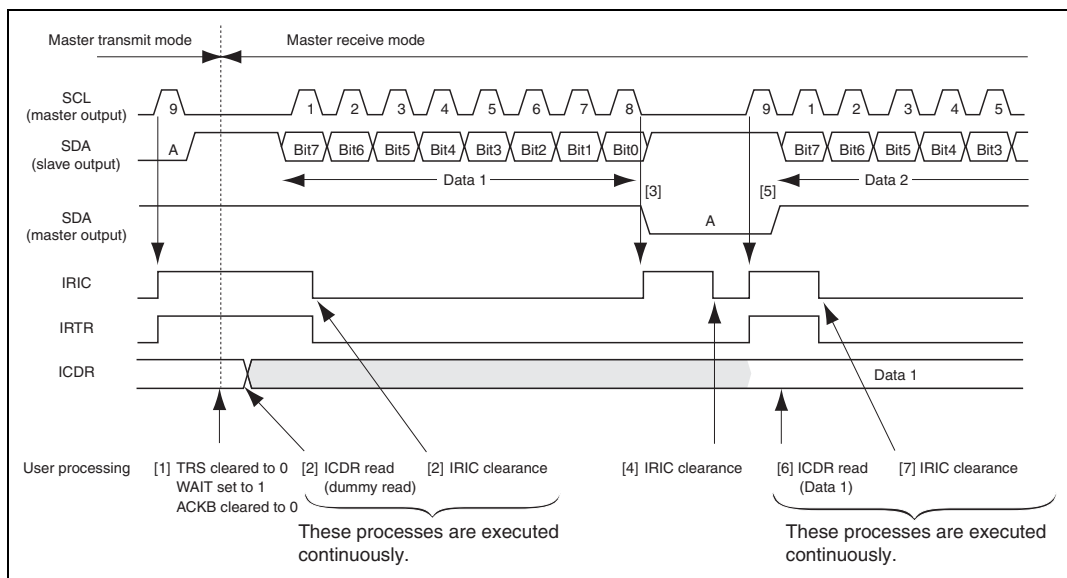 Master transmit mode Master receive mode
SCL
(master output)
9 1 2 3 4 5 6 7 8 9 1 2 3 4 5
SDA
(slave output)
A Bit7 Bit6 Bit5 Bit4 Bit3 Bit2 Bit1 Bit0 Bit7 Bit6 Bit5 Bit4 Bit3
Data 1 [3] [5] Data 2
SDA
(master output)
A
IRIC
IRTR
ICDR
Data 1
User processing [1] TRS cleared to 0 [2] ICDR read [2] IRIC clearance [4] IRIC clearance [6] ICDR read [7] IRIC clearance
WAIT set to 1 (dummy read) (Data 1)
ACKB cleared to 0
These processes are executed
continuously.
These processes are executed
continuously.